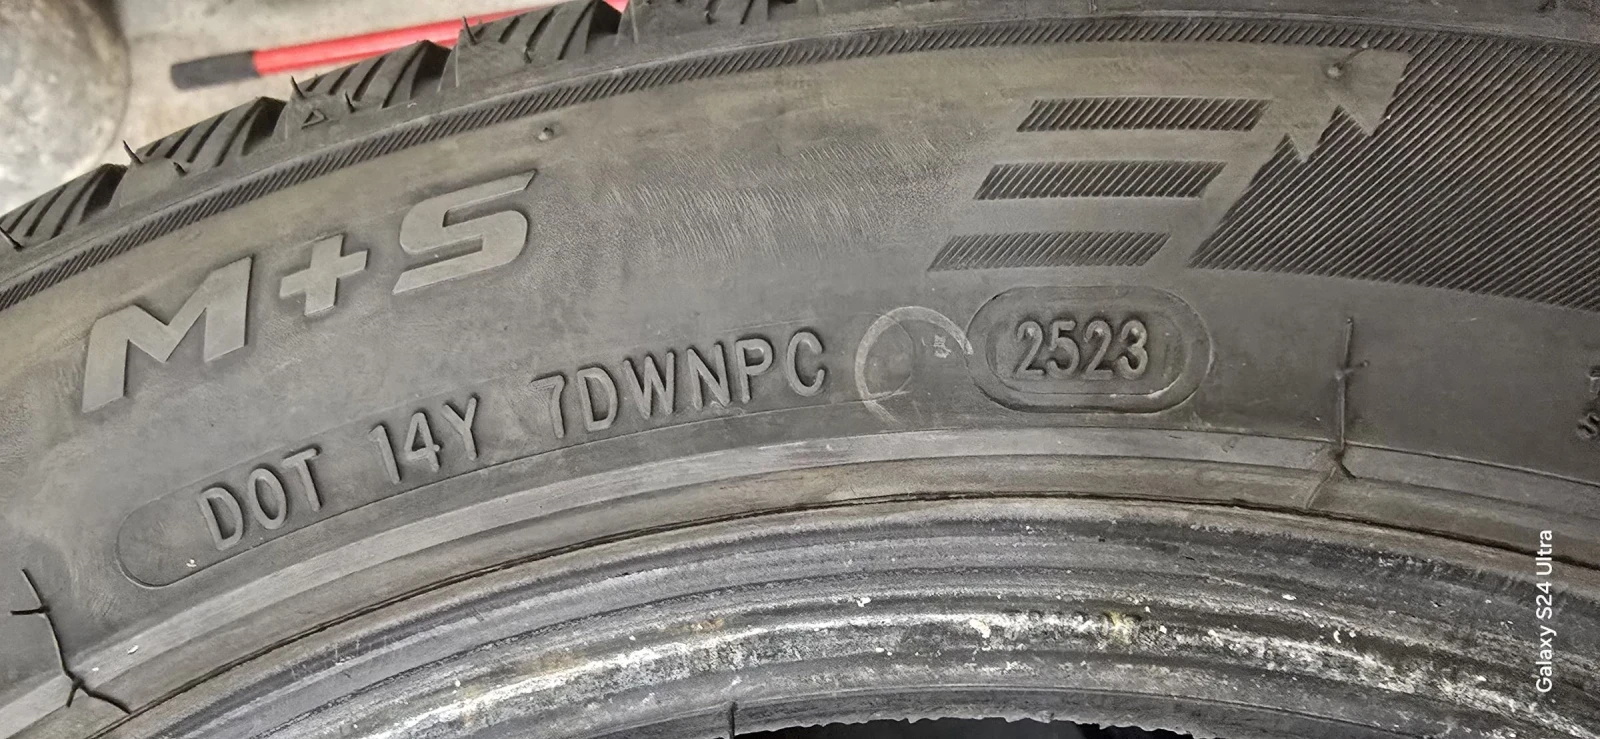 M+S
DOT 14Y 7DWNPC 2523
Galaxy S24 Ultra